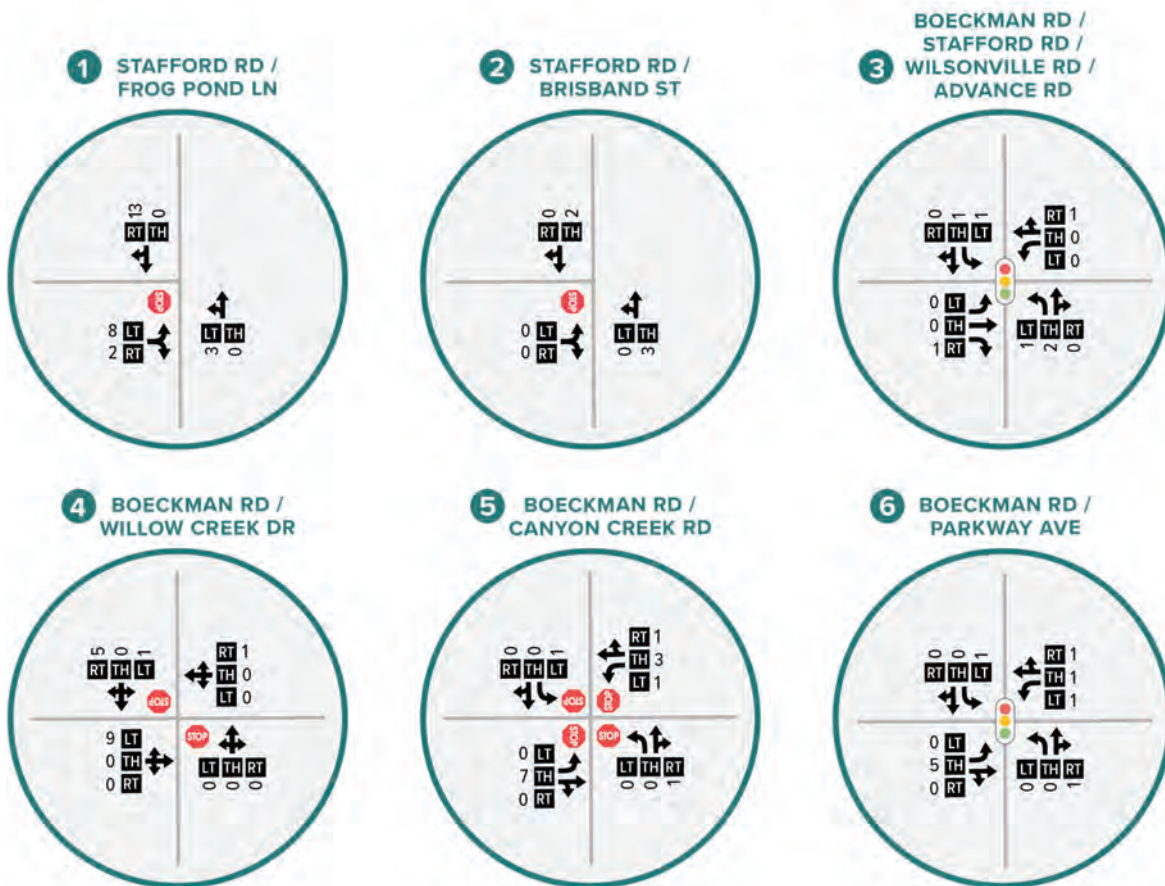 1 STAFFORD RD /
FROG POND LN
13 0
RT TH
STOP
8 LT
2 RT
LT TH
3 0
2 STAFFORD RD /
BRISBAND ST
0 2
RT TH
STOP
0 LT
0 RT
LT TH
0 3
3 BOECKMAN RD /
STAFFORD RD /
WILSONVILLE RD /
ADVANCE RD
0 1 1
RT TH LT
RT 1
TH 0
LT 0
0 LT
0 TH
1 RT
LT TH RT
1 2 0
4 BOECKMAN RD /
WILLOW CREEK DR
5 0 1
RT TH LT
STOP
RT 1
TH 0
LT 0
9 LT
0 TH
0 RT
STOP
LT TH RT
0 0 0
5 BOECKMAN RD /
CANYON CREEK RD
0 0 1
RT TH LT
STOP
RT 1
TH 3
LT 1
STOP
0 LT
7 TH
0 RT
STOP
STOP
LT TH RT
0 0 1
6 BOECKMAN RD /
PARKWAY AVE
0 0 1
RT TH LT
RT 1
TH 1
LT 1
0 LT
5 TH
0 RT
LT TH RT
0 0 1